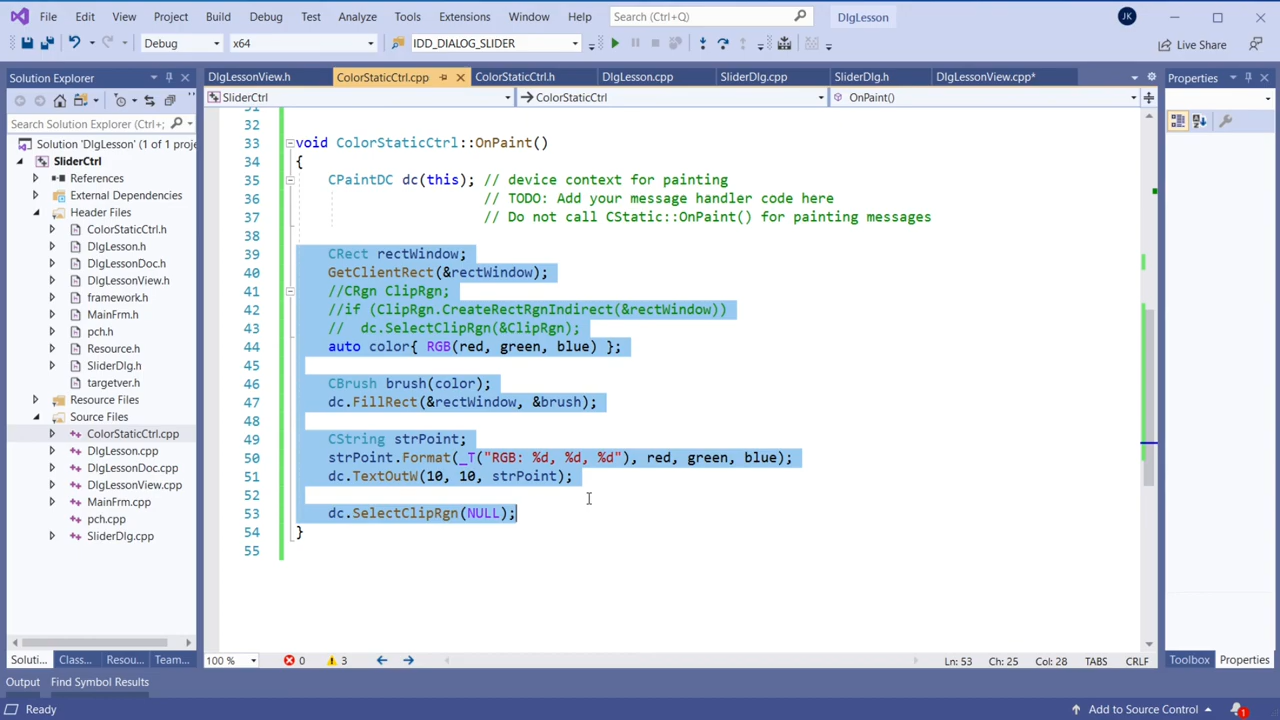 File Edit View Project Build Debug Test Analyze Tools Extensions Window Help Search (Ctrl+Q) DlgLesson JK
Debug x64 IDD_DIALOG_SLIDER Live Share
Solution Explorer
DlgLessonView.h ColorStaticCtrl.cpp ColorStaticCtrl.h DlgLesson.cpp SliderDlg.cpp SliderDlg.h DlgLessonView.cpp*
Properties
SliderCtrl ColorStaticCtrl OnPaint()
Search Solution Explorer (Ctrl+;
Solution 'DlgLesson' (1 of 1 proje
SliderCtrl
References
External Dependencies
Header Files
ColorStaticCtrl.h
DlgLesson.h
DlgLessonDoc.h
DlgLessonView.h
framework.h
MainFrm.h
pch.h
Resource.h
SliderDlg.h
targetver.h
Resource Files
Source Files
ColorStaticCtrl.cpp
DlgLesson.cpp
DlgLessonDoc.cpp
DlgLessonView.cpp
MainFrm.cpp
pch.cpp
SliderDlg.cpp
31
32
33 void ColorStaticCtrl::OnPaint()
34 {
35 CPaintDC dc(this); // device context for painting
36 // TODO: Add your message handler code here
37 // Do not call CStatic::OnPaint() for painting messages
38
39 CRect rectWindow;
40 GetClientRect(&rectWindow);
41 //CRgn ClipRgn;
42 //if (ClipRgn.CreateRectRgnIndirect(&rectWindow))
43 // dc.SelectClipRgn(&ClipRgn);
44 auto color{ RGB(red, green, blue) };
45
46 CBrush brush(color);
47 dc.FillRect(&rectWindow, &brush);
48
49 CString strPoint;
50 strPoint.Format(_T("RGB: %d, %d, %d"), red, green, blue);
51 dc.TextOutW(10, 10, strPoint);
52
53 dc.SelectClipRgn(NULL);
54 }
55
Soluti... Class... Resou... Team...
100 % 0 3 Ln: 53 Ch: 25 Col: 28 TABS CRLF
Toolbox Properties
Output Find Symbol Results
Ready Add to Source Control 1